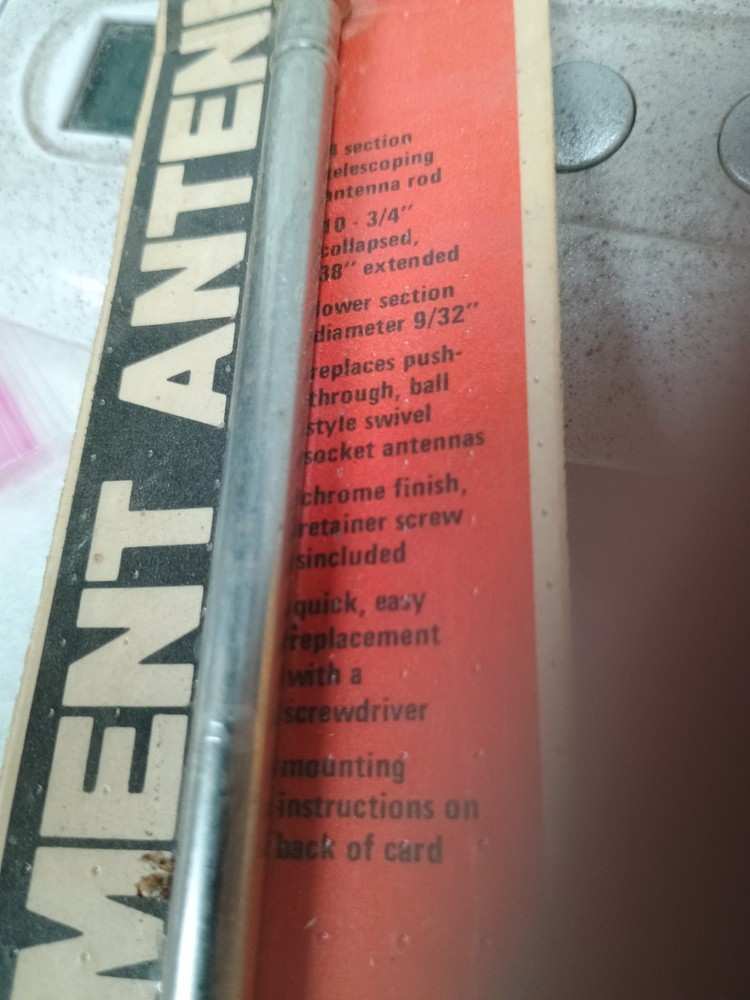 MENT ANTENN
section
telescoping
antenna rod
10 - 3/4"
collapsed,
38" extended
lower section
diameter 9/32"
replaces push-
through, ball
style swivel
socket antennas
chrome finish,
retainer screw
included
quick, easy
replacement
with a
screwdriver
mounting
instructions on
back of card